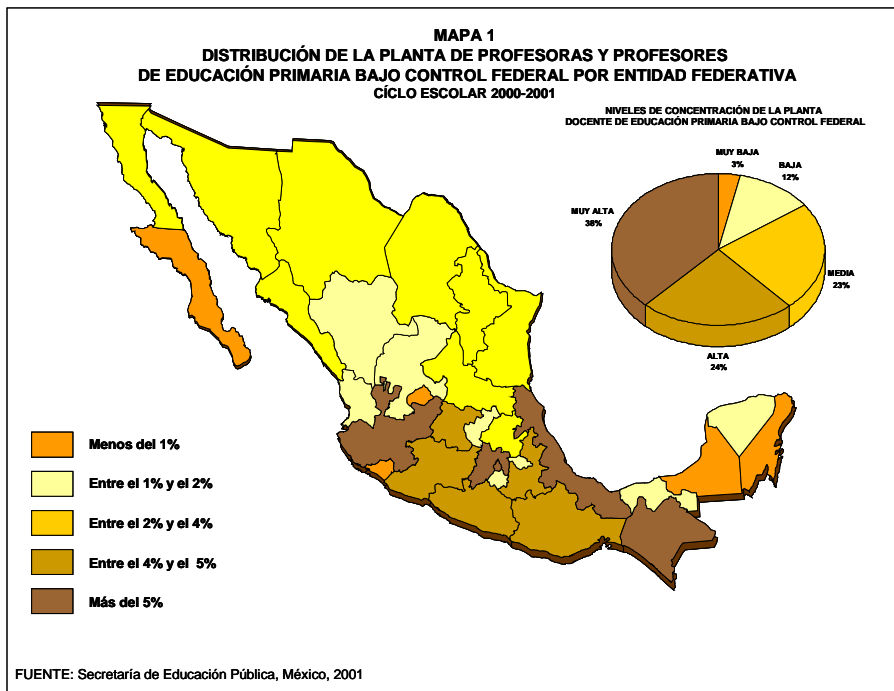 MAPA 1
DISTRIBUCIÓN DE LA PLANTA DE PROFESORAS Y PROFESORES
DE EDUCACIÓN PRIMARIA BAJO CONTROL FEDERAL POR ENTIDAD FEDERATIVA
CÍCLO ESCOLAR 2000-2001
NIVELES DE CONCENTRACIÓN DE LA PLANTA
DOCENTE DE EDUCACIÓN PRIMARIA BAJO CONTROL FEDERAL
MUY BAJA
3%
BAJA
12%
MUY ALTA
38%
MEDIA
23%
ALTA
24%
Menos del 1%
Entre el 1% y el 2%
Entre el 2% y el 4%
Entre el 4% y el 5%
Más del 5%
FUENTE: Secretaría de Educación Pública, México, 2001